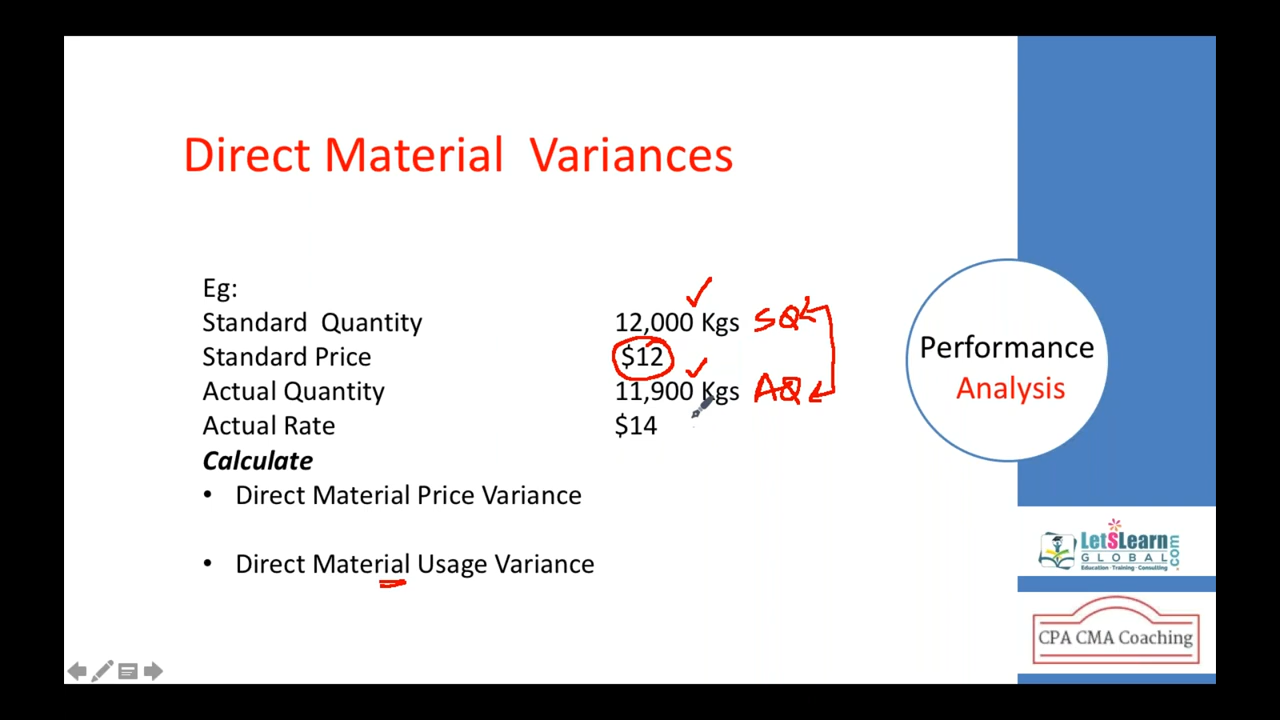 Direct Material Variances
Eg:
Standard Quantity 12,000 Kgs SQ
Standard Price $12
Actual Quantity 11,900 Kgs AQ
Actual Rate $14
Calculate
• Direct Material Price Variance
• Direct Material Usage Variance
Performance
Analysis
LetSLearn
GLOBAL.com
Education·Training·Consulting
CPA CMA Coaching